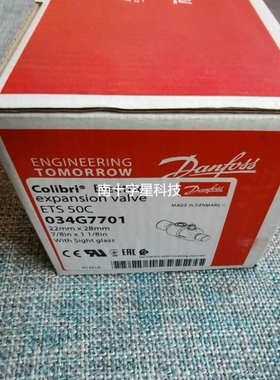 ENGINEERING
TOMORROW
Danfoss
南十字星科技
Colibri® E
expansion valve
Danfoss
ETS 50C
MADE IN DENMARK
034G7701
22mm x 28mm
7/8in x 1 1/8in
With Sight glass